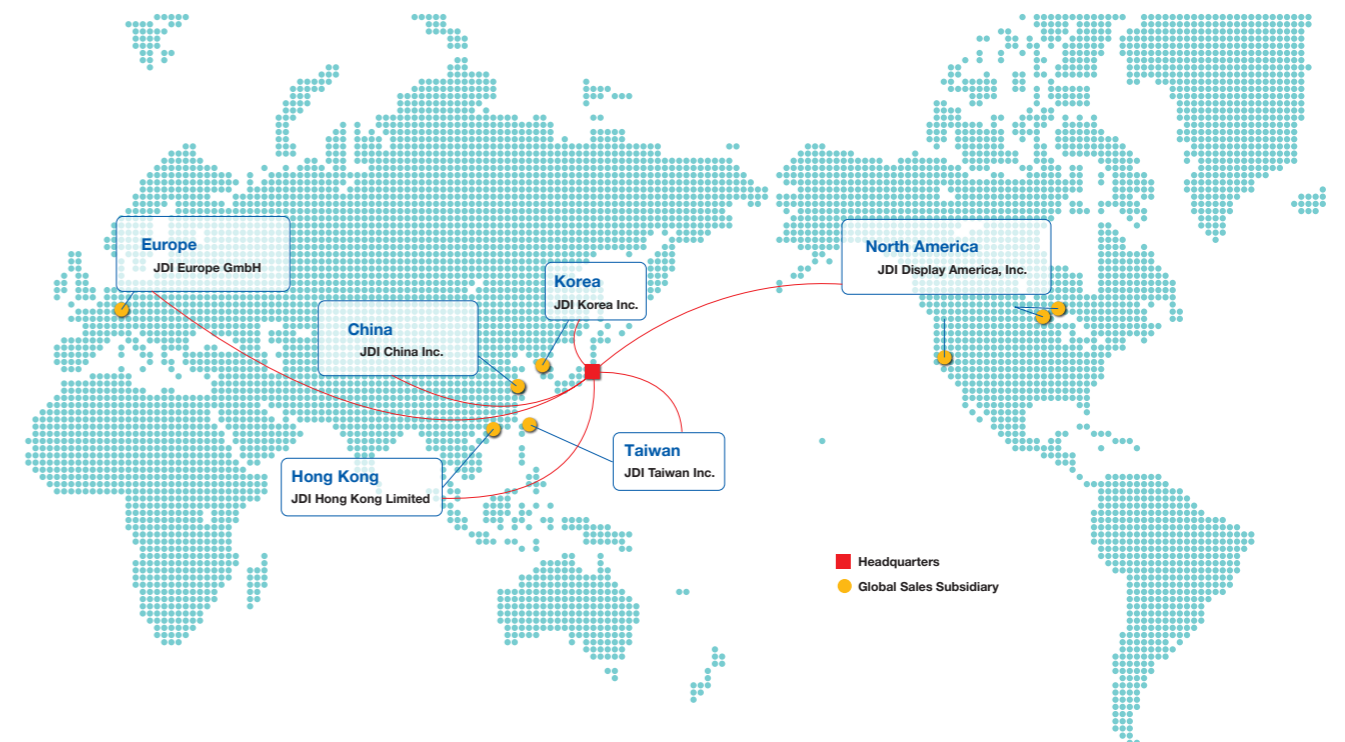 Europe
JDI Europe GmbH
North America
JDI Display America, Inc.
Korea
JDI Korea Inc.
China
JDI China Inc.
Taiwan
JDI Taiwan Inc.
Hong Kong
JDI Hong Kong Limited
Headquarters
Global Sales Subsidiary